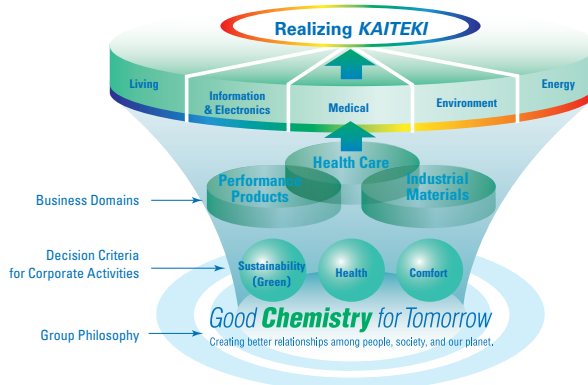 Realizing KAITEKI
Living
Information
& Electronics
Medical
Environment
Energy
Health Care
Performance
Products
Industrial
Materials
Business Domains
Decision Criteria
for Corporate Activities
Sustainability
(Green)
Health
Comfort
Group Philosophy
Good Chemistry for Tomorrow
Creating better relationships among people, society, and our planet.